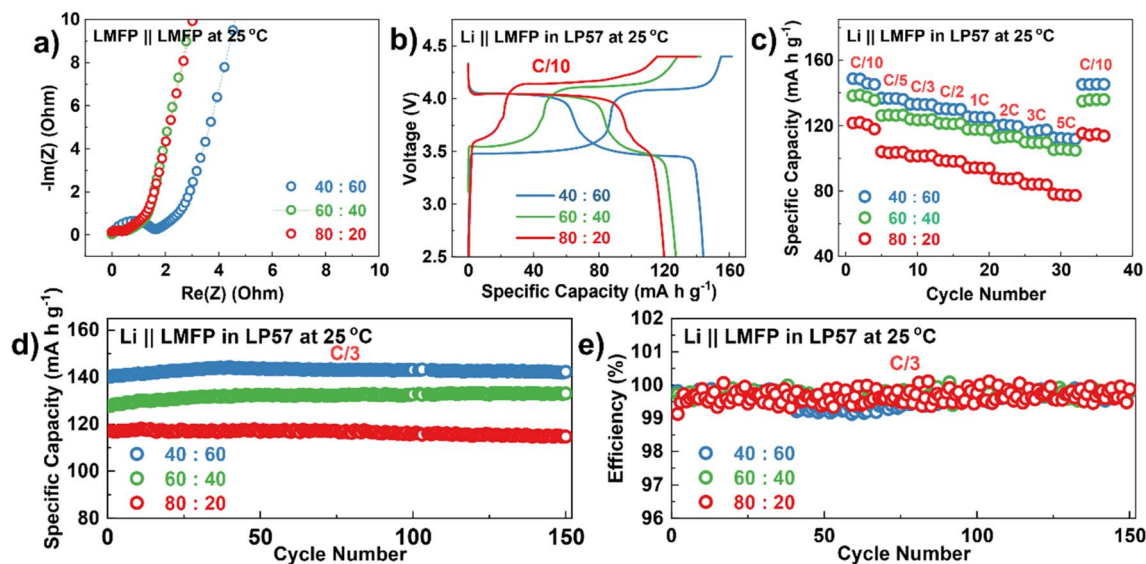 a)
LMFP || LMFP at 25 °C
10
8
6
4
2
0
-Im(Z) (Ohm)
40 : 60
60 : 40
80 : 20
0 2 4 6 8 10
Re(Z) (Ohm)
b)
Li || LMFP in LP57 at 25 °C
C/10
4.5
4.0
3.5
3.0
2.5
Voltage (V)
40 : 60
60 : 40
80 : 20
0 40 80 120 160
Specific Capacity (mA h g-1)
c)
Li || LMFP in LP57 at 25 °C
C/10
C/5
C/3
C/2
1C
2C
3C
5C
C/10
160
120
80
40
Specific Capacity (mA h g-1)
40 : 60
60 : 40
80 : 20
0 10 20 30 40
Cycle Number
d)
Li || LMFP in LP57 at 25 °C
C/3
160
140
120
100
80
Specific Capacity (mA h g-1)
40 : 60
60 : 40
80 : 20
0 50 100 150
Cycle Number
e)
Li || LMFP in LP57 at 25 °C
C/3
102
101
100
99
98
97
96
Efficiency (%)
40 : 60
60 : 40
80 : 20
0 50 100 150
Cycle Number